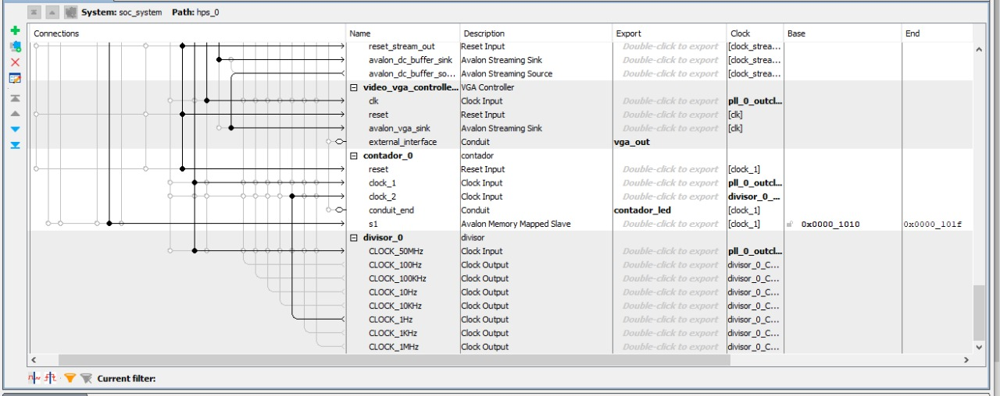 System: soc_system Path: hps_0
Connections Name Description Export Clock Base End
reset_stream_out Reset Input Double-click to export [clock_strea...
avalon_dc_buffer_sink Avalon Streaming Sink Double-click to export [clock_strea...
avalon_dc_buffer_so... Avalon Streaming Source Double-click to export [clock_strea...
video_vga_controlle... VGA Controller
clk Clock Input Double-click to export pll_0_outcl...
reset Reset Input Double-click to export [clk]
avalon_vga_sink Avalon Streaming Sink Double-click to export [clk]
external_interface Conduit vga_out
contador_0 contador
reset Reset Input Double-click to export [clock_1]
clock_1 Clock Input Double-click to export pll_0_outcl...
clock_2 Clock Input Double-click to export divisor_0_...
conduit_end Conduit contador_led [clock_1]
s1 Avalon Memory Mapped Slave Double-click to export [clock_1] 0x0000_1010 0x0000_101f
divisor_0 divisor
CLOCK_50MHz Clock Input Double-click to export pll_0_outcl...
CLOCK_100Hz Clock Output Double-click to export divisor_0_C...
CLOCK_100KHz Clock Output Double-click to export divisor_0_C...
CLOCK_10Hz Clock Output Double-click to export divisor_0_C...
CLOCK_10KHz Clock Output Double-click to export divisor_0_C...
CLOCK_1Hz Clock Output Double-click to export divisor_0_C...
CLOCK_1KHz Clock Output Double-click to export divisor_0_C...
CLOCK_1MHz Clock Output Double-click to export divisor_0_C...
Current filter: